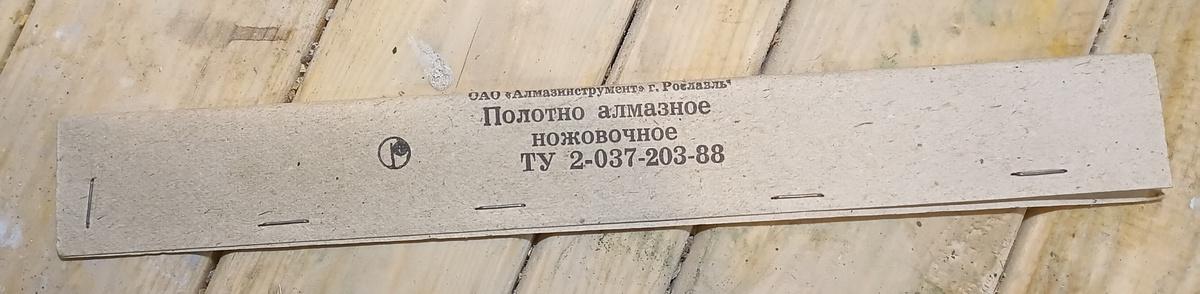 ОАО «Алмазинструмент» г. Рославль
Полотно алмазное
ножовочное
ТУ 2-037-203-88